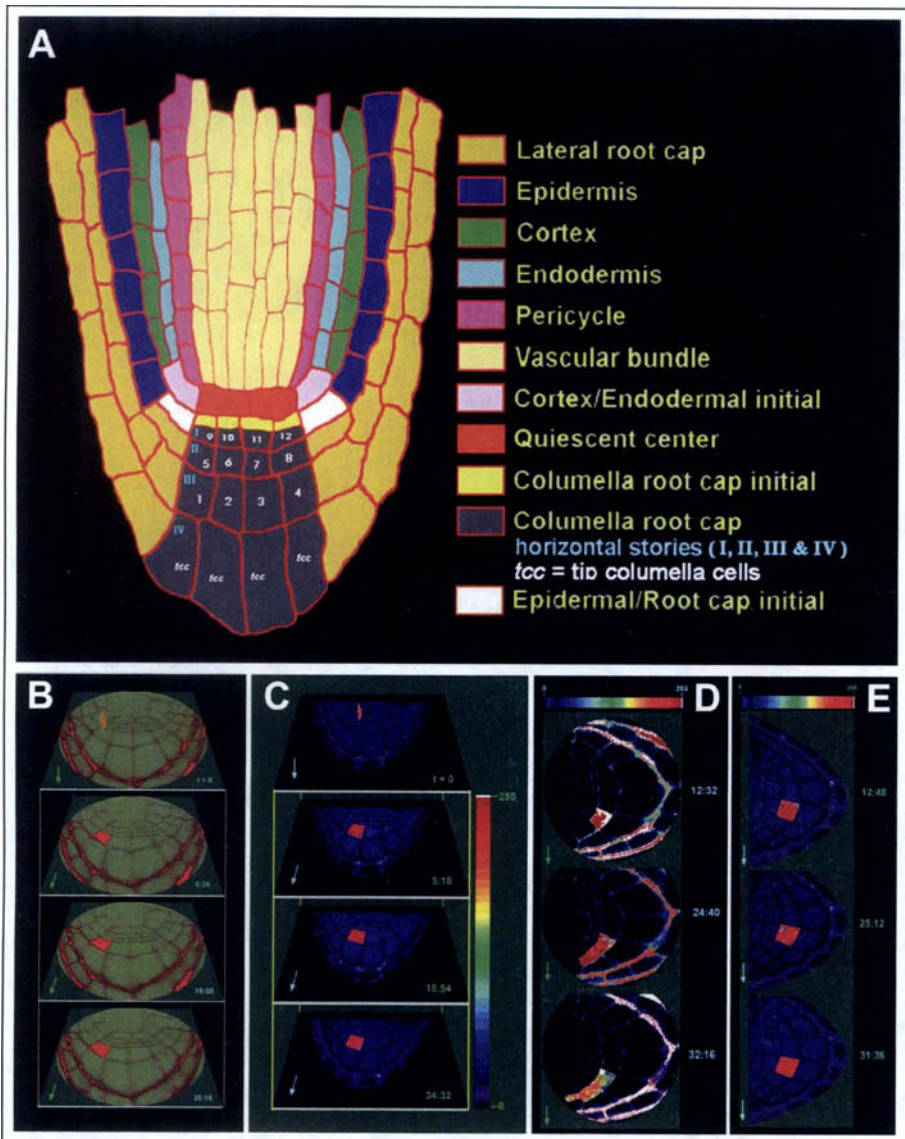 A
Lateral root cap
Epidermis
Cortex
Endodermis
Pericycle
Vascular bundle
Cortex/Endodermal initial
Quiescent center
Columella root cap initial
Columella root cap
horizontal stories (I, II, III & IV)
tcc = tip columella cells
Epidermal/Root cap initial
I 9 10 11 12
II 5 6 7 8
III 1 2 3 4
IV
tcc tcc tcc tcc
B
t = 0
C
t = 0
5:18
18:54
34:32
255
0
D
0
12:32
24:40
32:16
E
12:48
25:12
31:36